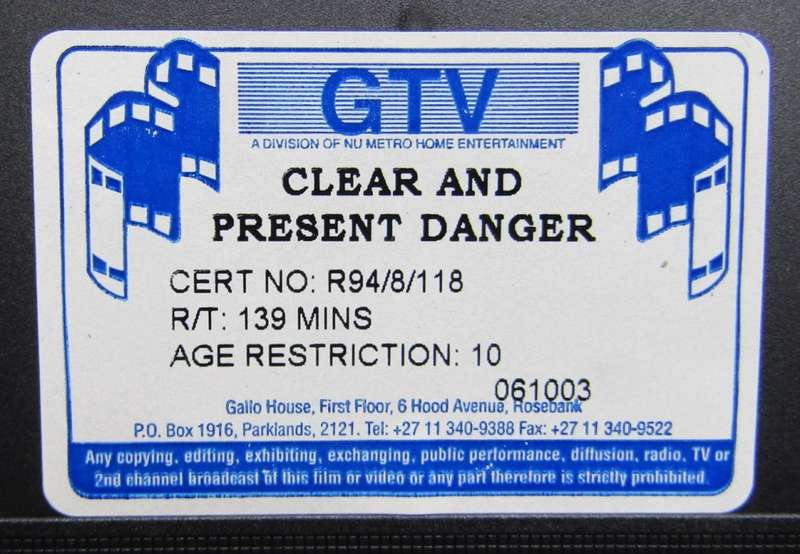 GTV
A DIVISION OF NU METRO HOME ENTERTAINMENT
CLEAR AND
PRESENT DANGER
CERT NO: R94/8/118
R/T: 139 MINS
AGE RESTRICTION: 10
061003
Gallo House, First Floor, 6 Hood Avenue, Rosebank
P.O. Box 1916, Parklands, 2121. Tel: +27 11 340-9388 Fax: +27 11 340-9522
Any copying, editing, exhibiting, exchanging, public performance, diffusion, radio, TV or
2nd channel broadcast of this film or video or any part therefore is strictly prohibited.